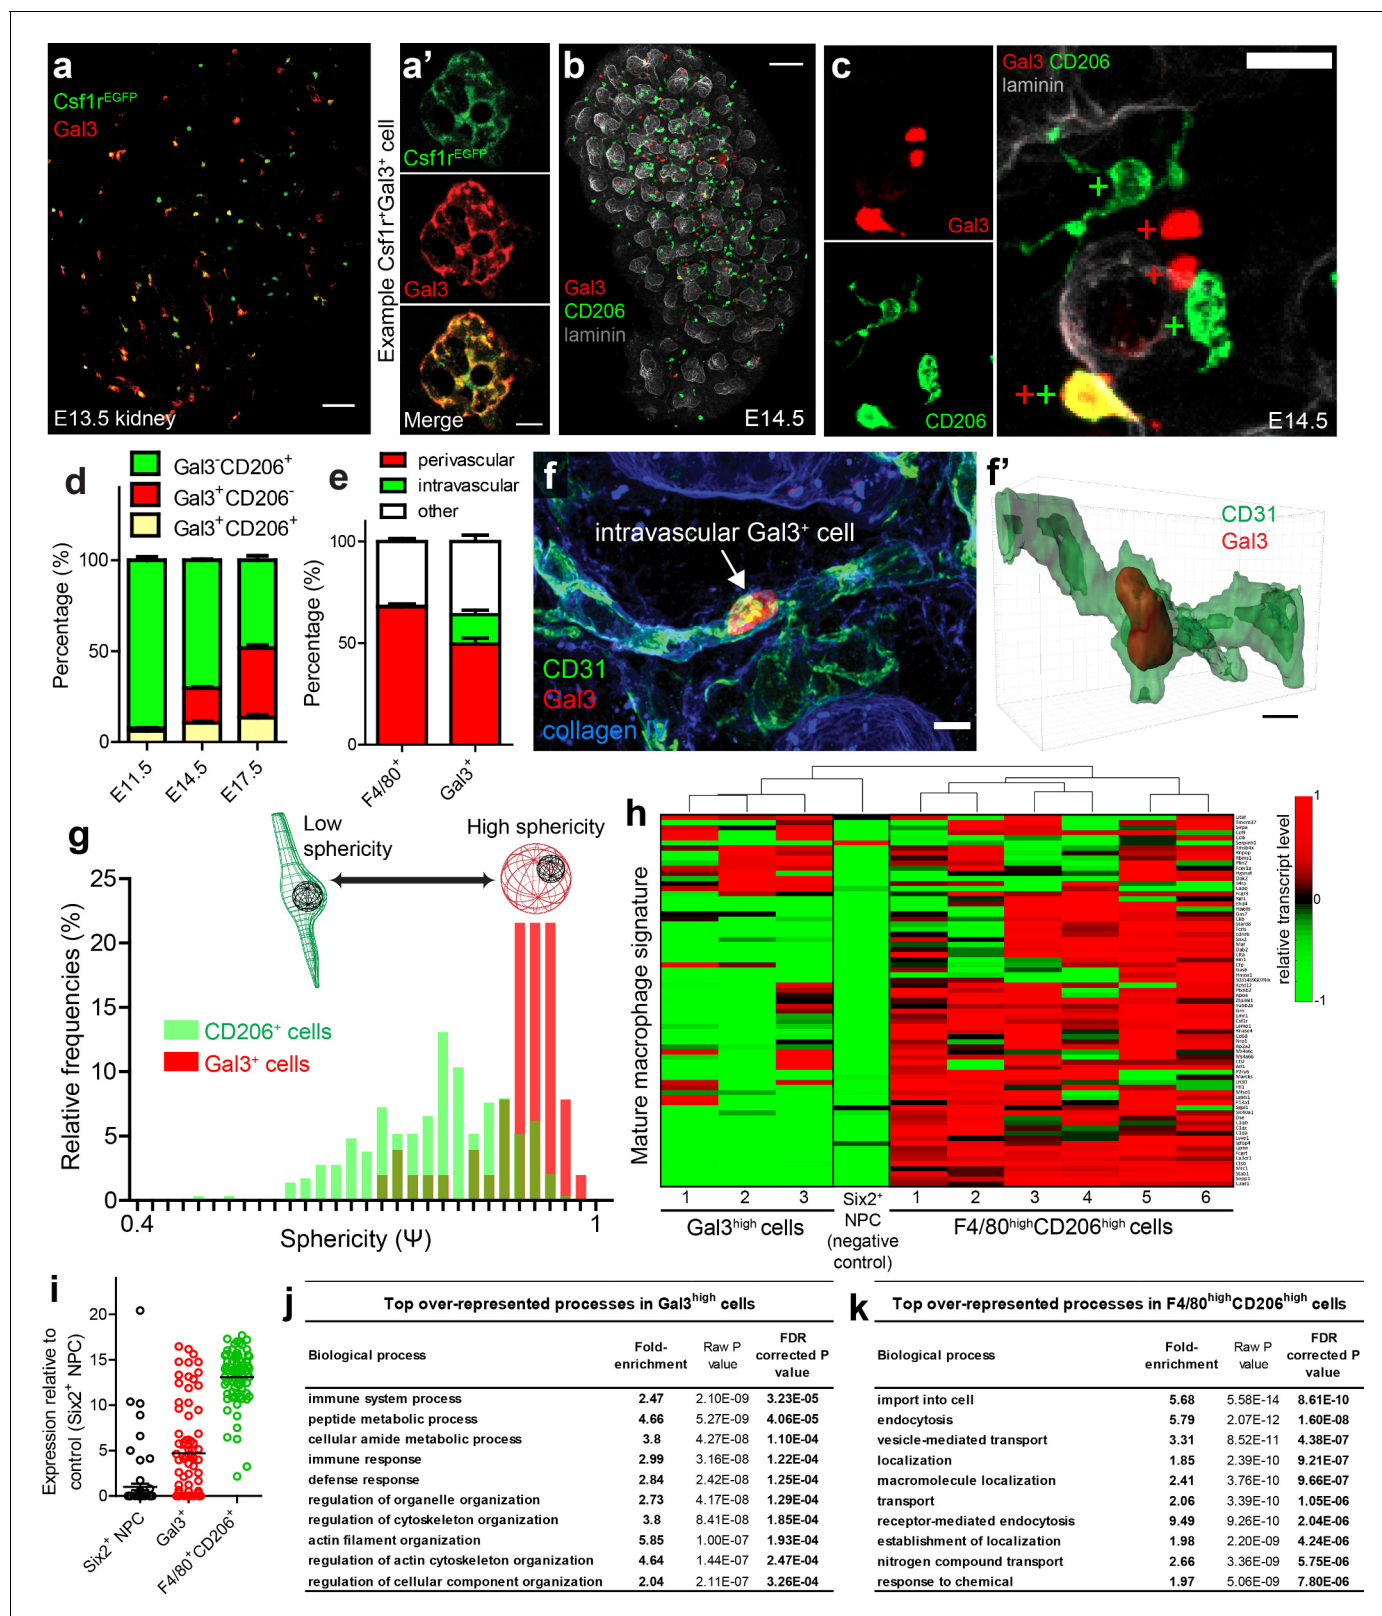 a
Csf1rEGFP
Gal3
E13.5 kidney
a’
Example Csf1r+Gal3+ cell
Csf1rEGFP
Gal3
Merge
b
Gal3
CD206
laminin
E14.5
c
Gal3
CD206
Gal3 CD206
laminin
E14.5
d
Gal3-CD206+
Gal3+CD206-
Gal3+CD206+
Percentage (%)
100
50
0
E11.5
E14.5
E17.5
e
perivascular
intravascular
other
Percentage (%)
100
50
0
F4/80+
Gal3+
f
intravascular Gal3+ cell
CD31
Gal3
collagen IV
f’
CD31
Gal3
g
Low
sphericity
High sphericity
Relative frequencies (%)
25
20
15
10
5
0
CD206+ cells
Gal3+ cells
0.4
1
Sphericity (Ψ)
h
Mature macrophage signature
1
0
-1
relative transcript level
1 2 3
Gal3high cells
Six2+
NPC
(negative
control)
1 2 3 4 5 6
F4/80highCD206high cells
i
Expression relative to
control (Six2+ NPC)
20
15
10
5
0
Six2+ NPC
Gal3+
F4/80+CD206+
j
Top over-represented processes in Gal3high cells
Biological process Fold-enrichment Raw P value FDR corrected P value
immune system process 2.47 2.10E-09 3.23E-05
peptide metabolic process 4.66 5.27E-09 4.06E-05
cellular amide metabolic process 3.8 4.27E-08 1.10E-04
immune response 2.99 3.16E-08 1.22E-04
defense response 2.84 2.42E-08 1.25E-04
regulation of organelle organization 2.73 4.17E-08 1.29E-04
regulation of cytoskeleton organization 3.8 8.41E-08 1.85E-04
actin filament organization 5.85 1.00E-07 1.93E-04
regulation of actin cytoskeleton organization 4.64 1.44E-07 2.47E-04
regulation of cellular component organization 2.04 2.11E-07 3.26E-04
k
Top over-represented processes in F4/80highCD206high cells
Biological process Fold-enrichment Raw P value FDR corrected P value
import into cell 5.68 5.58E-14 8.61E-10
endocytosis 5.79 2.07E-12 1.60E-08
vesicle-mediated transport 3.31 8.52E-11 4.38E-07
localization 1.85 2.39E-10 9.21E-07
macromolecule localization 2.41 3.76E-10 9.66E-07
transport 2.06 3.39E-10 1.05E-06
receptor-mediated endocytosis 9.49 9.26E-10 2.04E-06
establishment of localization 1.98 2.20E-09 4.24E-06
nitrogen compound transport 2.66 3.36E-09 5.75E-06
response to chemical 1.97 5.06E-09 7.80E-06